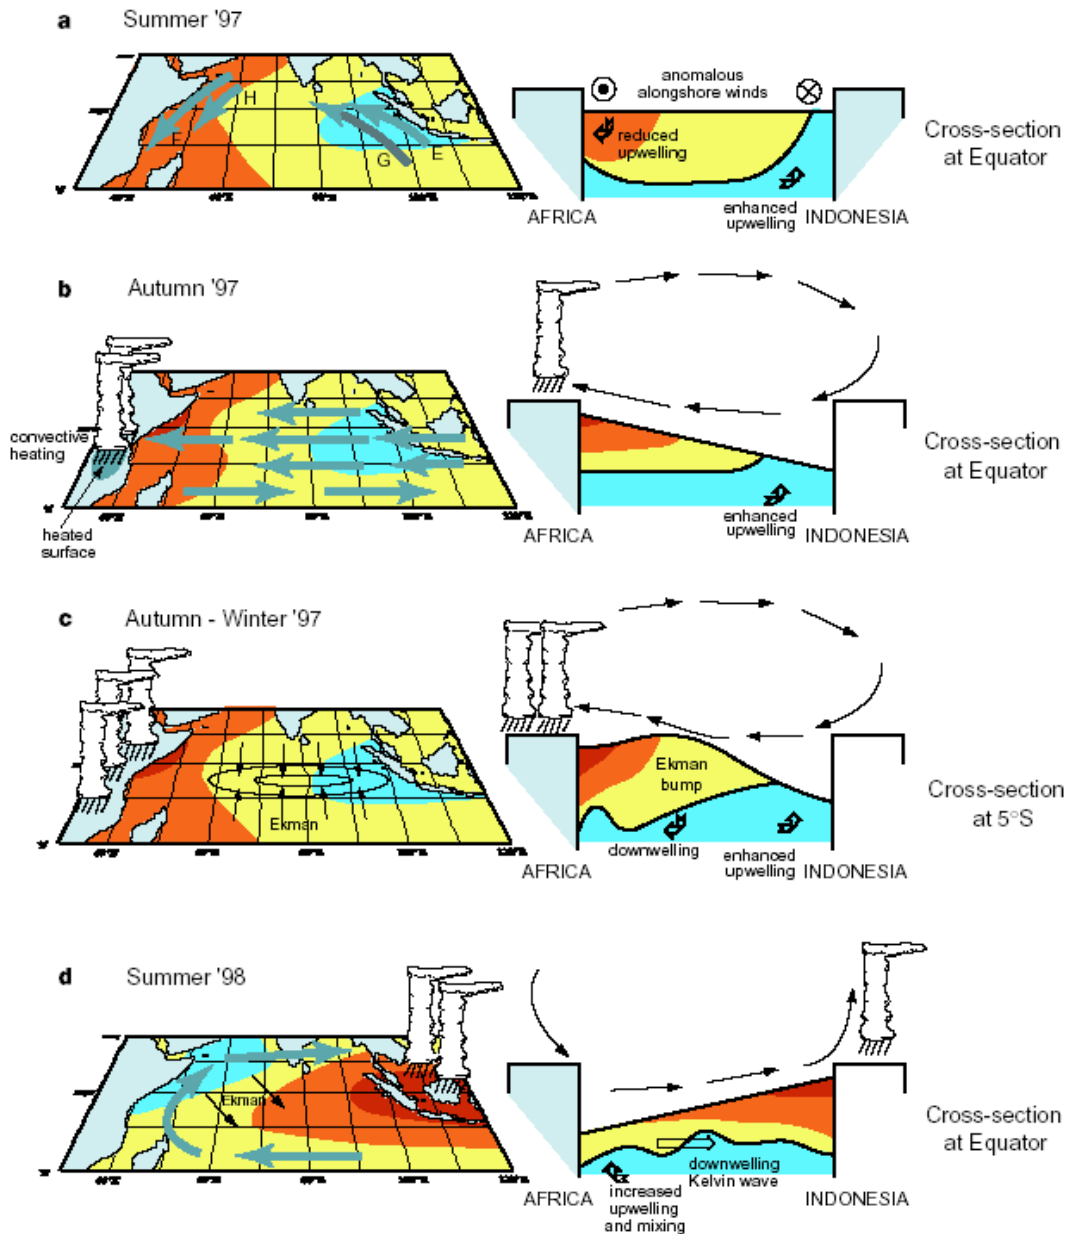 a Summer '97
H
F
G
E
anomalous
alongshore winds
reduced
upwelling
enhanced
upwelling
AFRICA
INDONESIA
Cross-section
at Equator
b Autumn '97
convective
heating
heated
surface
enhanced
upwelling
AFRICA
INDONESIA
Cross-section
at Equator
c Autumn - Winter '97
Ekman
Ekman
bump
downwelling
enhanced
upwelling
AFRICA
INDONESIA
Cross-section
at 5°S
d Summer '98
Ekman
downwelling
Kelvin wave
increased
upwelling
and mixing
AFRICA
INDONESIA
Cross-section
at Equator